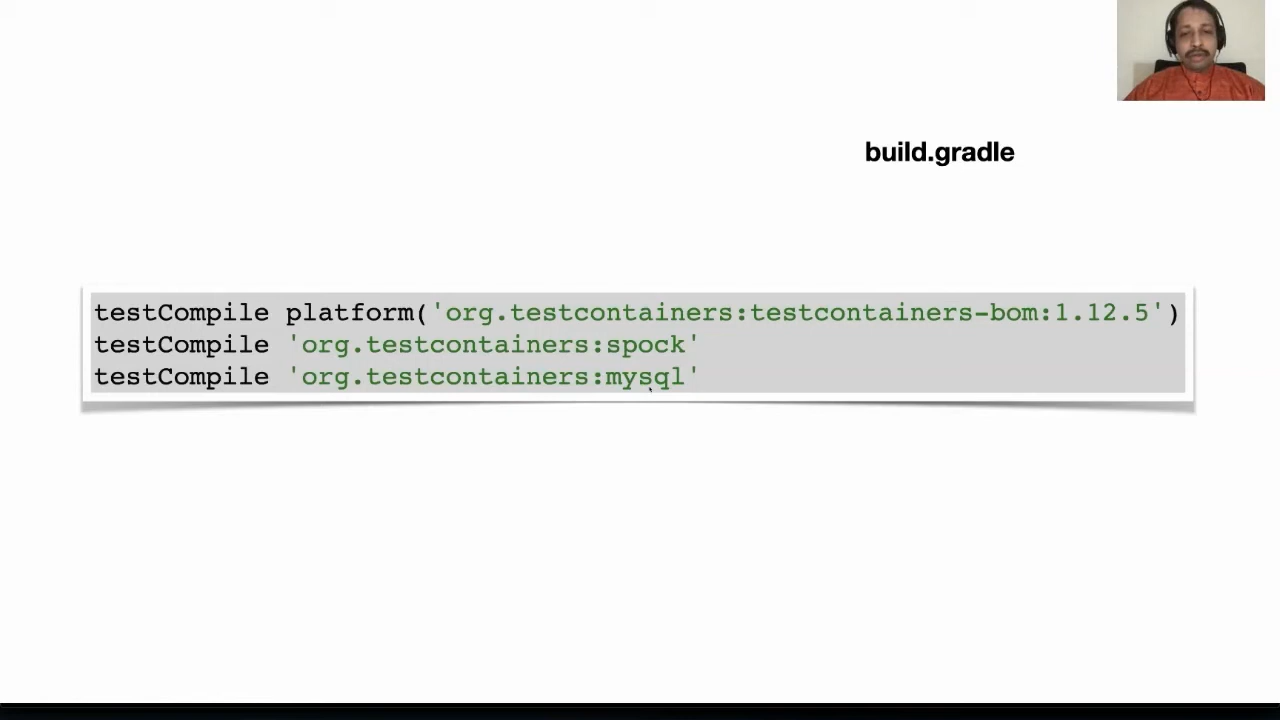 build.gradle
testCompile platform('org.testcontainers:testcontainers-bom:1.12.5')
testCompile 'org.testcontainers:spock'
testCompile 'org.testcontainers:mysql'